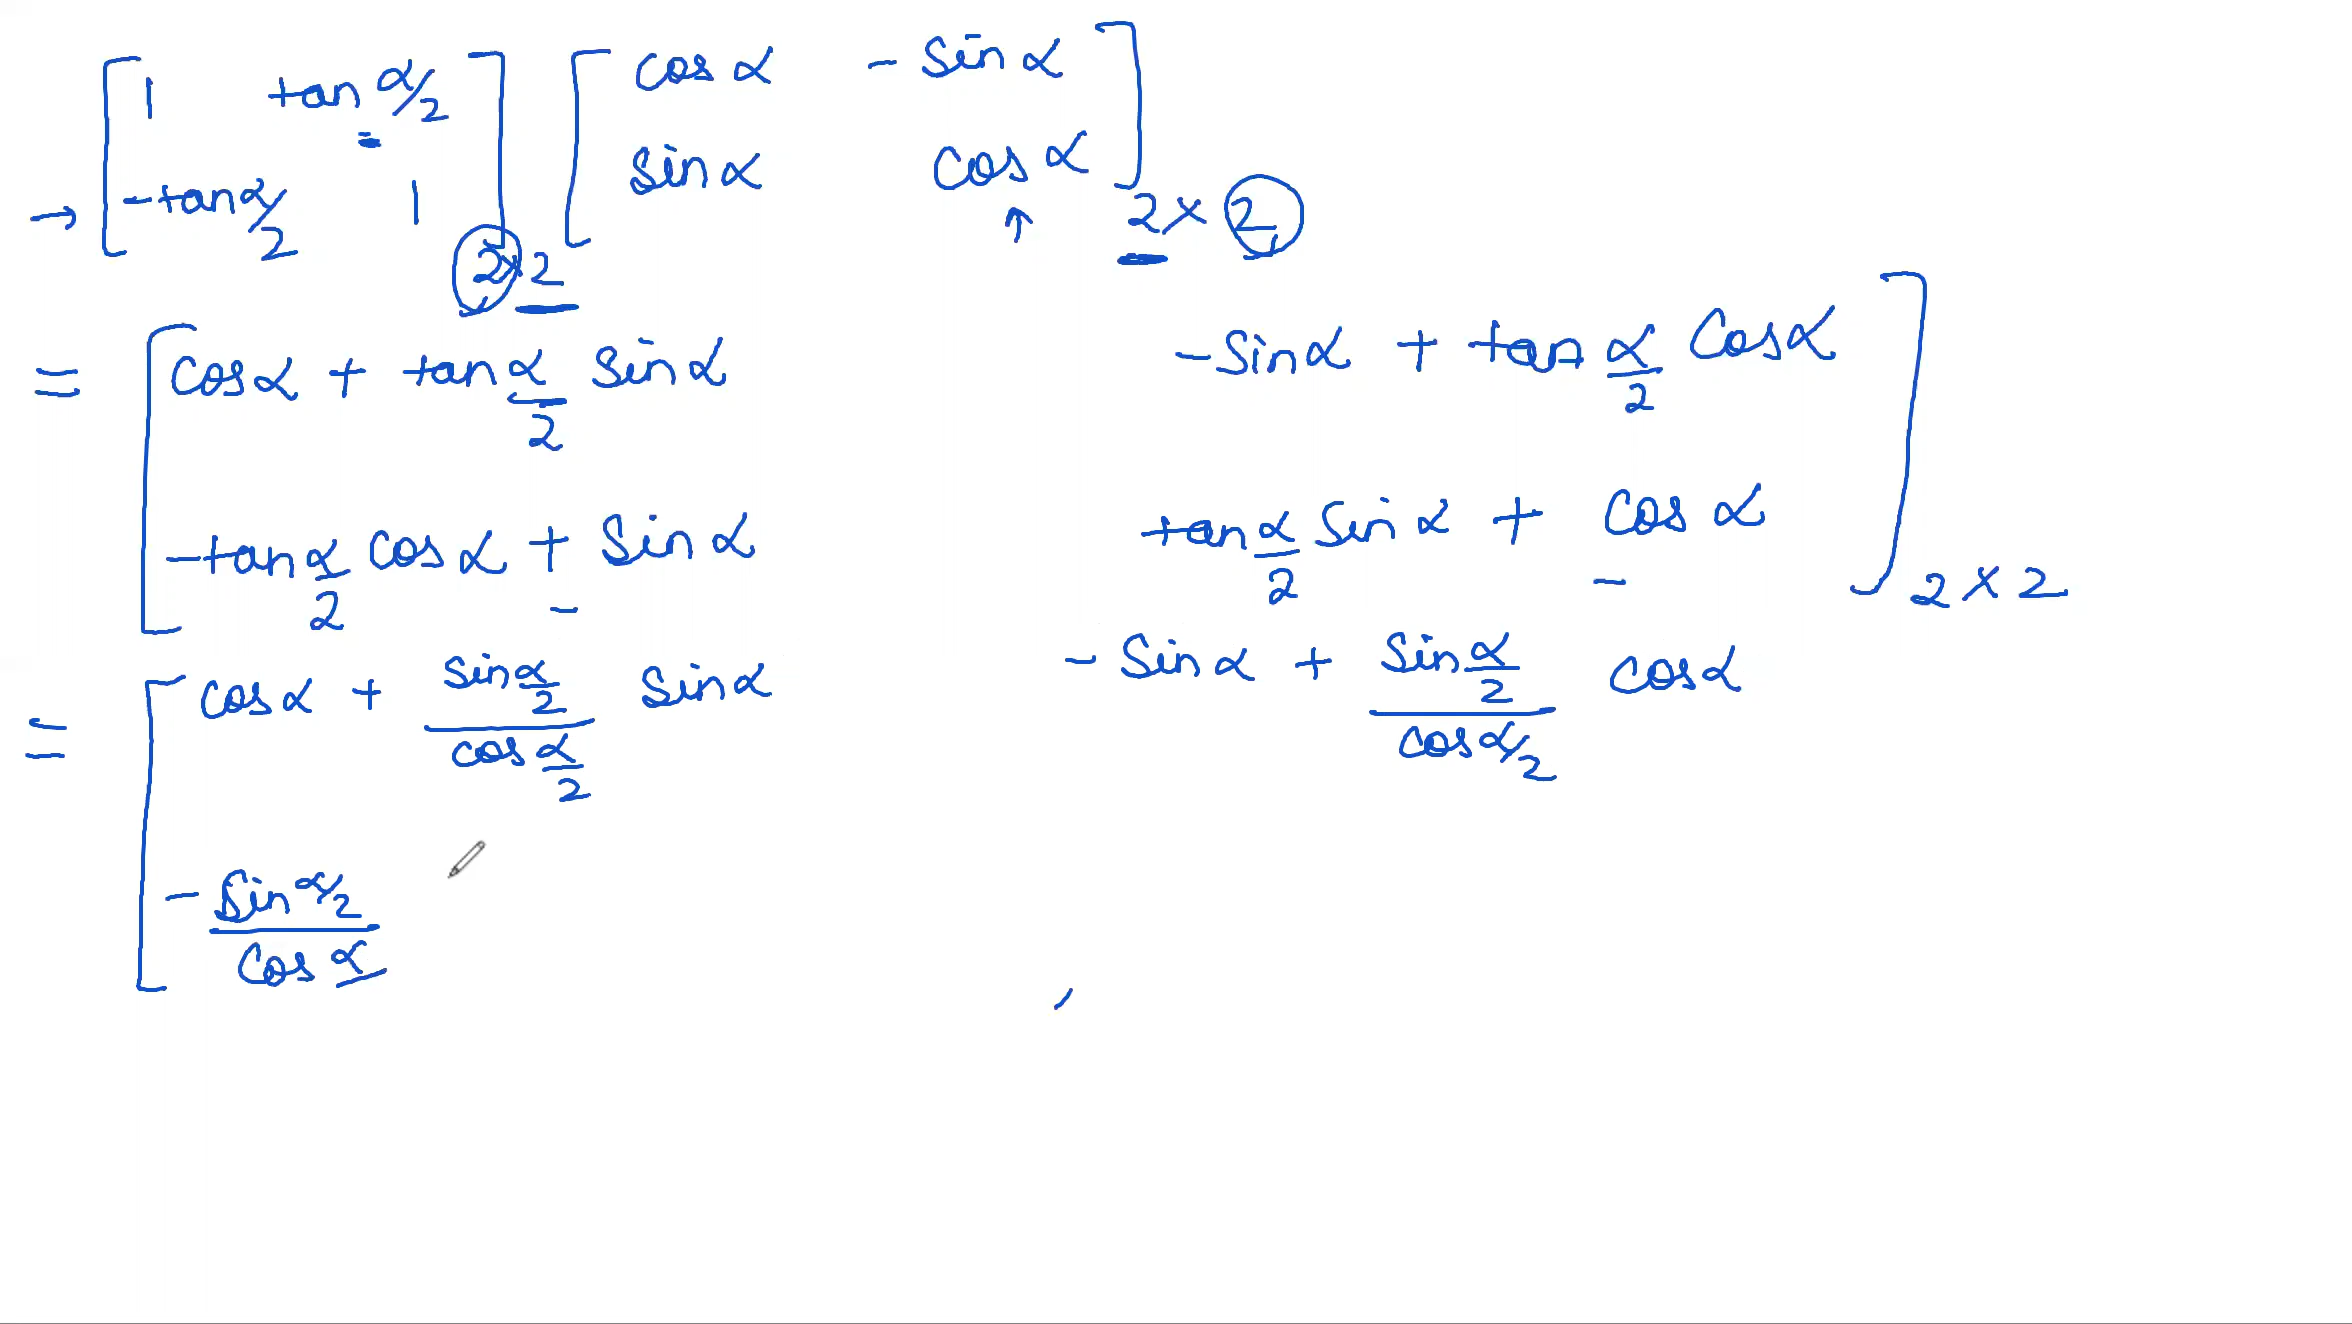 [1 tan α/2] [cos α - sin α]
→ [-tan α/2 1] 2×2 [sin α cos α] 2×2
↑
= [cos α + tan α/2 sin α -sin α + tan α/2 cos α]
[-tan α/2 cos α + sin α tan α/2 sin α + cos α] 2×2
= [cos α + (sin α/2)/(cos α/2) sin α - sin α + (sin α/2)/(cos α/2) cos α
- (sin α/2)/(cos α)